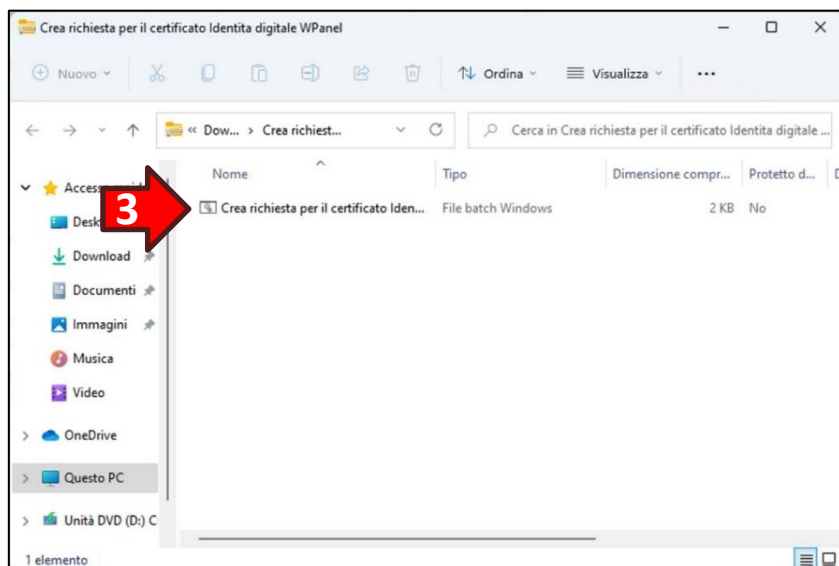 Crea richiesta per il certificato Identita digitale WPanel
Nuovo Ordina Visualizza
« Dow... > Crea richiest... Cerca in Crea richiesta per il certificato Identita digitale ...
Nome Tipo Dimensione compr... Protetto d...
3 Crea richiesta per il certificato Iden... File batch Windows 2 KB No
Download
Documenti
Immagini
Musica
Video
OneDrive
Questo PC
Unità DVD (D:) C
1 elemento